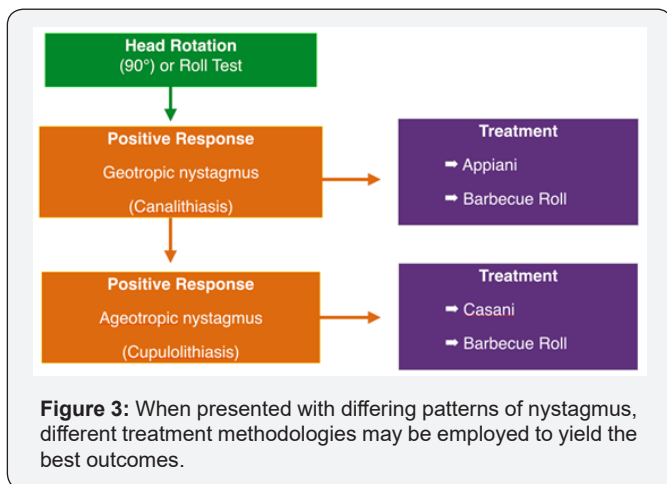 Head Rotation
(90°) or Roll Test
Positive Response
Geotropic nystagmus
(Canalithiasis)
Treatment
➡ Appiani
➡ Barbecue Roll
Positive Response
Ageotropic nystagmus
(Cupulolithiasis)
Treatment
➡ Casani
➡ Barbecue Roll
Figure 3: When presented with differing patterns of nystagmus,
different treatment methodologies may be employed to yield the
best outcomes.